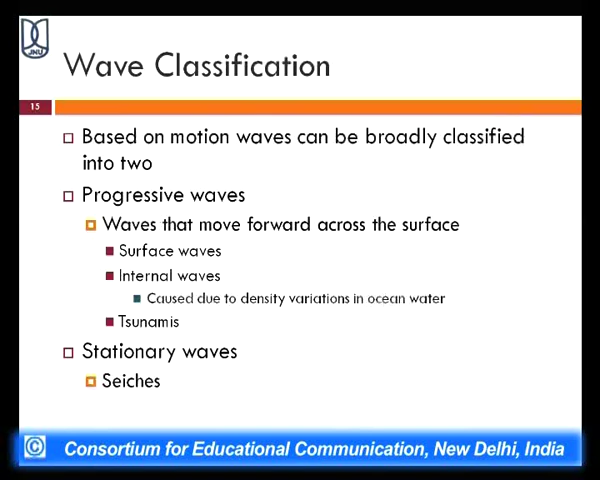 JNU
Wave Classification
15
Based on motion waves can be broadly classified
into two
Progressive waves
Waves that move forward across the surface
Surface waves
Internal waves
Caused due to density variations in ocean water
Tsunamis
Stationary waves
Seiches
© Consortium for Educational Communication, New Delhi, India